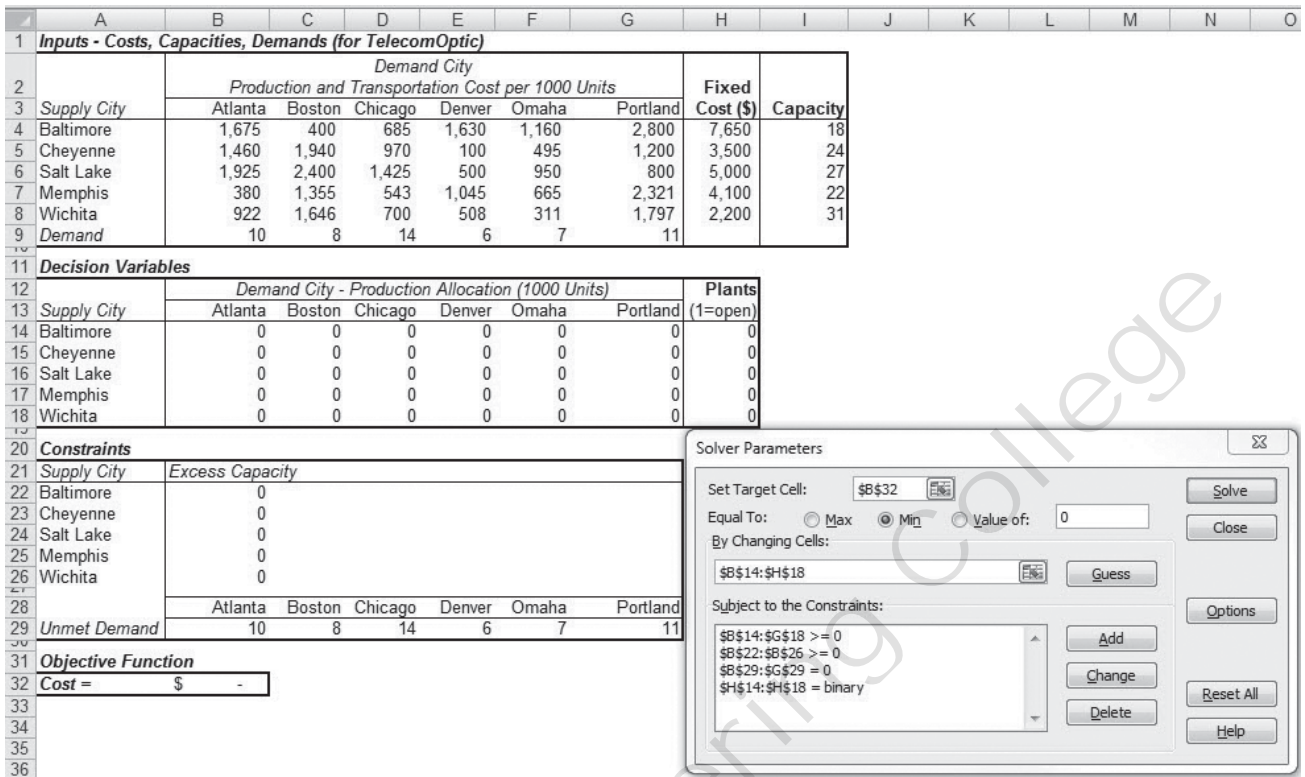 A B C D E F G H I J K L M N O
1 Inputs - Costs, Capacities, Demands (for TelecomOptic)
Demand City
2 Production and Transportation Cost per 1000 Units Fixed
3 Supply City Atlanta Boston Chicago Denver Omaha Portland Cost ($) Capacity
4 Baltimore 1,675 400 685 1,630 1,160 2,800 7,650 18
5 Cheyenne 1,460 1,940 970 100 495 1,200 3,500 24
6 Salt Lake 1,925 2,400 1,425 500 950 800 5,000 27
7 Memphis 380 1,355 543 1,045 665 2,321 4,100 22
8 Wichita 922 1,646 700 508 311 1,797 2,200 31
9 Demand 10 8 14 6 7 11
10
11 Decision Variables
12 Demand City - Production Allocation (1000 Units) Plants
13 Supply City Atlanta Boston Chicago Denver Omaha Portland (1=open)
14 Baltimore 0 0 0 0 0 0 0
15 Cheyenne 0 0 0 0 0 0 0
16 Salt Lake 0 0 0 0 0 0 0
17 Memphis 0 0 0 0 0 0 0
18 Wichita 0 0 0 0 0 0 0
19
20 Constraints
21 Supply City Excess Capacity
22 Baltimore 0
23 Cheyenne 0
24 Salt Lake 0
25 Memphis 0
26 Wichita 0
27
28 Atlanta Boston Chicago Denver Omaha Portland
29 Unmet Demand 10 8 14 6 7 11
30
31 Objective Function
32 Cost = $ -
33
34
35
36
Solver Parameters
Set Target Cell: $B$32 Solve
Equal To: Max Min Value of: 0 Close
By Changing Cells:
$B$14:$H$18 Guess
Subject to the Constraints: Options
$B$14:$G$18 >= 0 Add
$B$22:$B$26 >= 0
$B$29:$G$29 = 0 Change
$H$14:$H$18 = binary
Reset All
Delete
Help
ering College